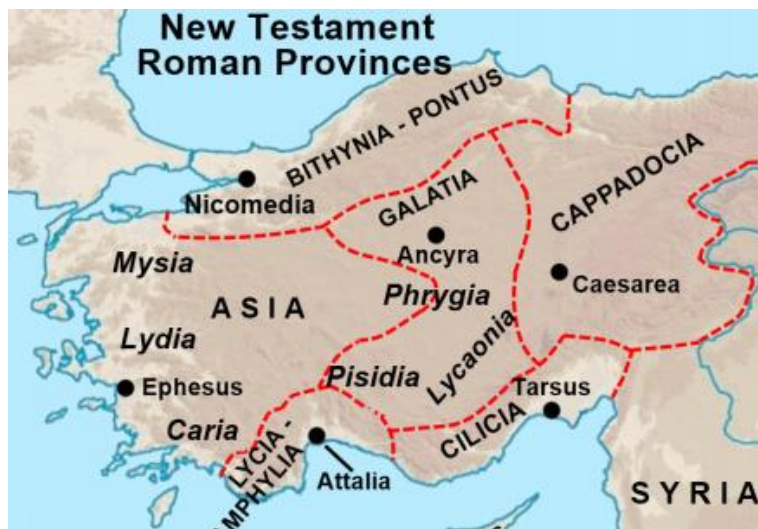 New Testament
Roman Provinces
BITHYNIA - PONTUS
Nicomedia
GALATIA
CAPPADOCIA
Ancyra
Mysia
ASIA
Phrygia
Caesarea
Lydia
Lycaonia
Pisidia
Ephesus
Tarsus
Caria
CILICIA
LYCIA -
AMPHYLIA
Attalia
SYRIA